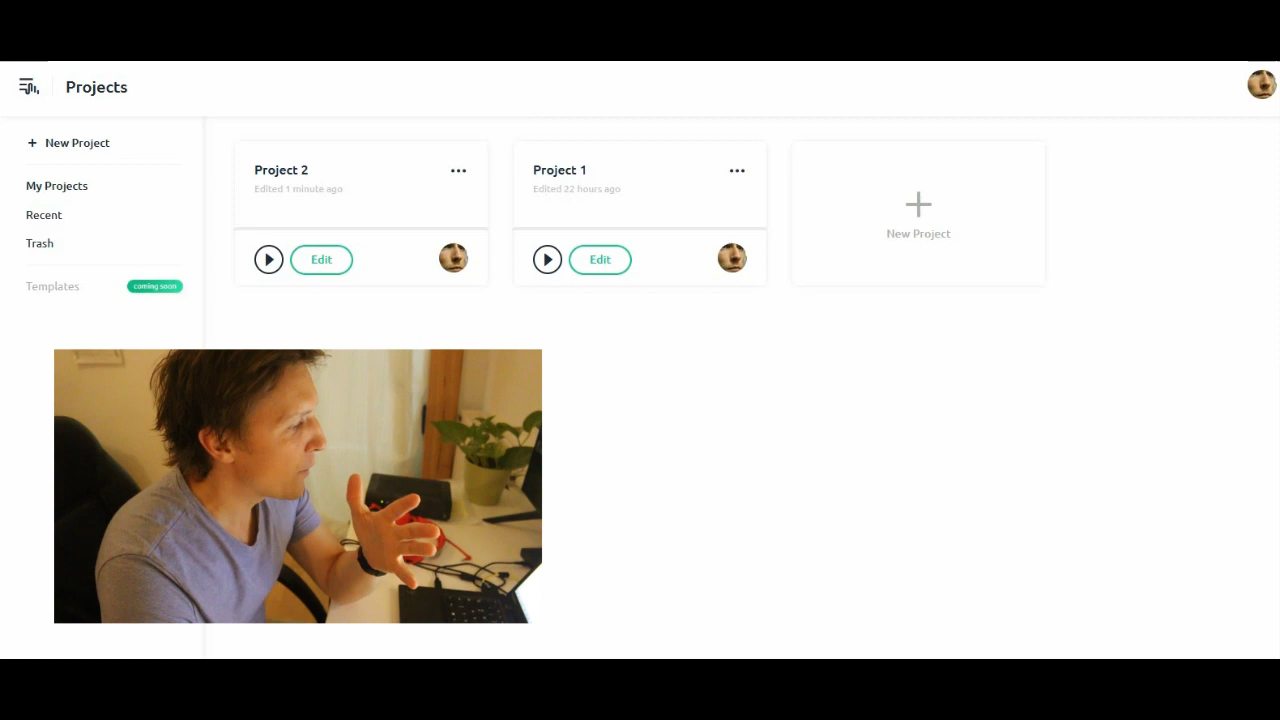 Projects
+ New Project
My Projects
Recent
Trash
Templates
coming soon
Project 2
Edited 1 minute ago
Edit
Project 1
Edited 22 hours ago
Edit
New Project